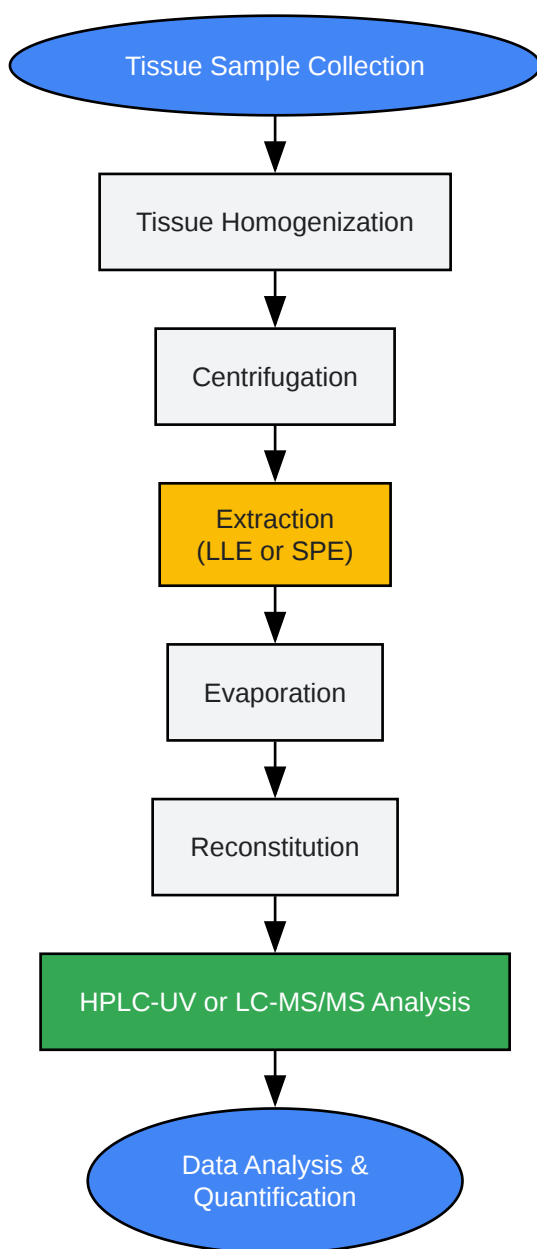 Tissue Sample Collection
Tissue Homogenization
Centrifugation
Extraction
(LLE or SPE)
Evaporation
Reconstitution
HPLC-UV or LC-MS/MS Analysis
Data Analysis &
Quantification